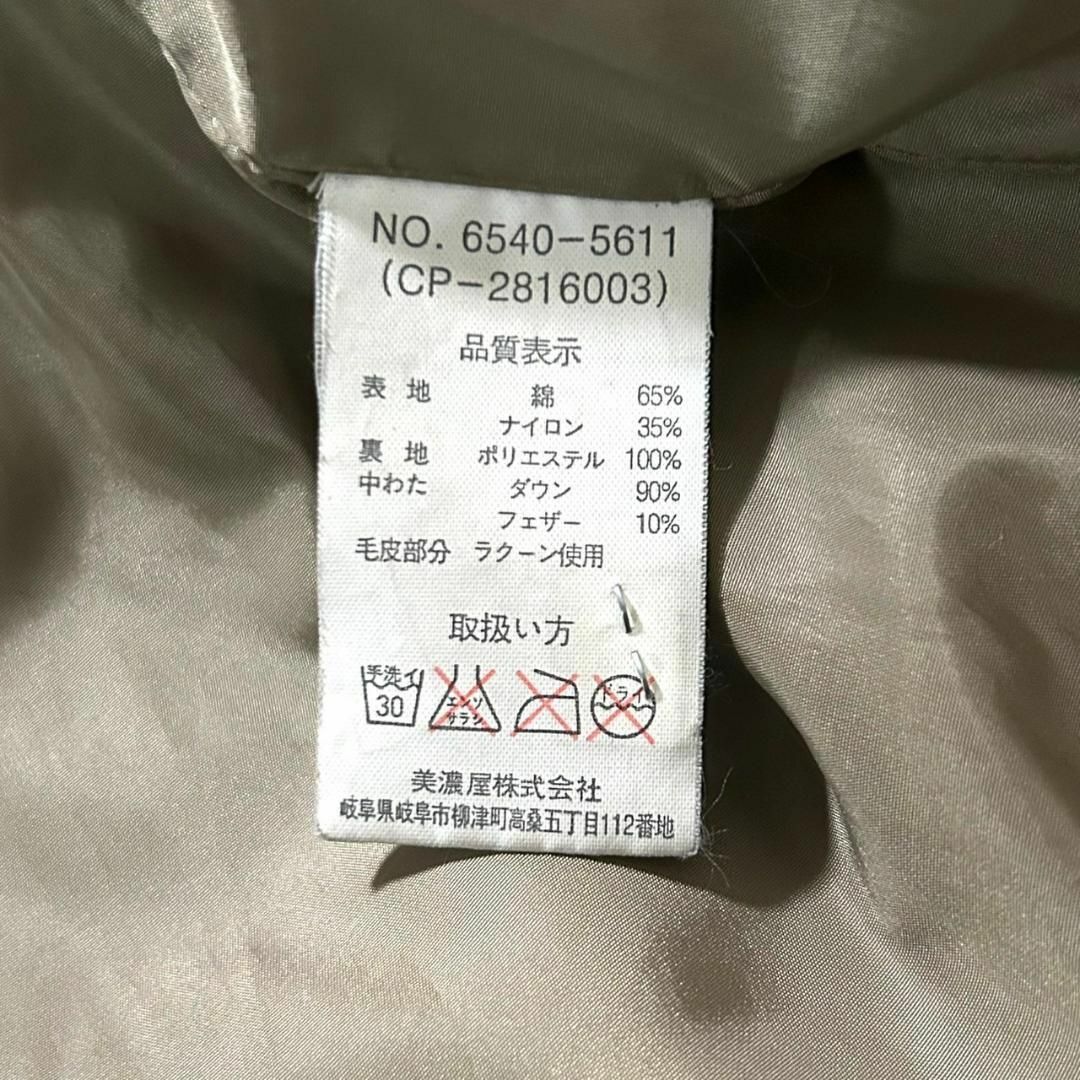 NO. 6540-5611
(CP-2816003)
品質表示
表 地 綿 65%
ナイロン 35%
裏 地 ポリエステル 100%
中わた ダウン 90%
フェザー 10%
毛皮部分 ラクーン使用
取扱い方
手洗イ 30 エンソ サラシ ドライ
美濃屋株式会社
岐阜県岐阜市柳津町高桑五丁目112番地